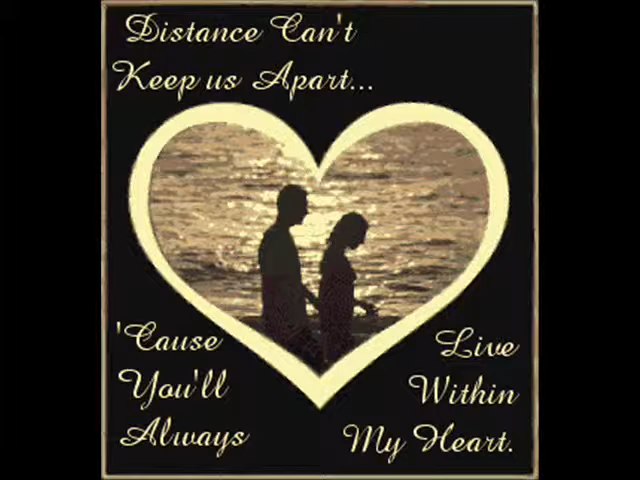 Distance Can't
Keep us Apart...
'Cause
You'll
Always
Live
Within
My Heart.